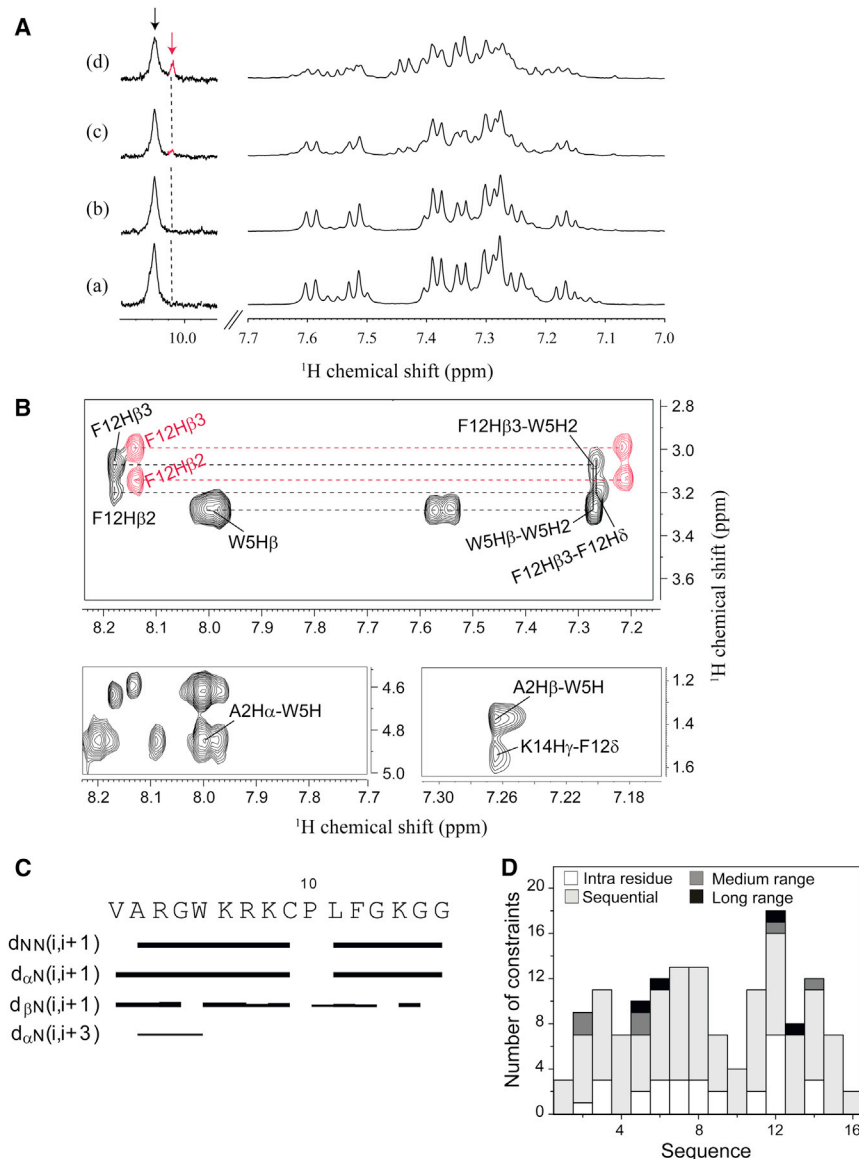 A
(d)
(c)
(b)
(a)
10.0
7.7 7.6 7.5 7.4 7.3 7.2 7.1 7.0
¹H chemical shift (ppm)
B
F12Hβ3
F12Hβ3
F12Hβ2
F12Hβ2
W5Hβ
F12Hβ3-W5H2
W5Hβ-W5H2
F12Hβ3-F12Hδ
2.8
3.0
3.2
3.4
3.6
¹H chemical shift (ppm)
8.2 8.1 8.0 7.9 7.8 7.7 7.6 7.5 7.4 7.3 7.2
A2Hα-W5H
4.6
4.8
5.0
8.2 8.1 8.0 7.9 7.8 7.7
A2Hβ-W5H
K14Hγ-F12δ
1.2
1.4
1.6
7.30 7.26 7.22 7.18
¹H chemical shift (ppm)
C
10
VARGWKRKCPLFGKGG
dNN(i,i+1)
dαN(i,i+1)
dβN(i,i+1)
dαN(i,i+3)
D
Intra residue
Medium range
Sequential
Long range
Number of constraints
20
16
12
8
4
0
4 8 12 16
Sequence